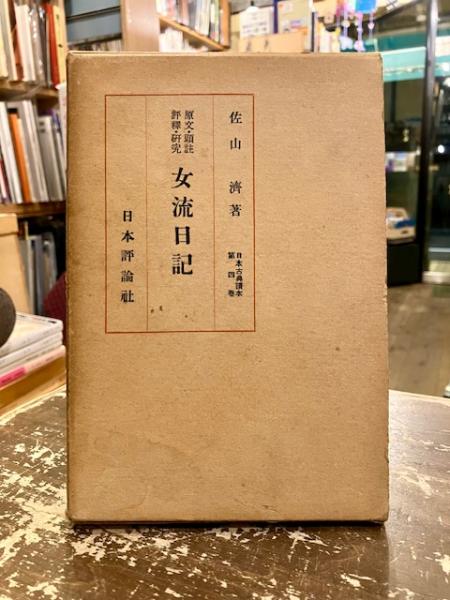 佐山濟著
日本古典讀本
第四卷
原文・頭註
評釋・硏究
女流日記
日本評論社